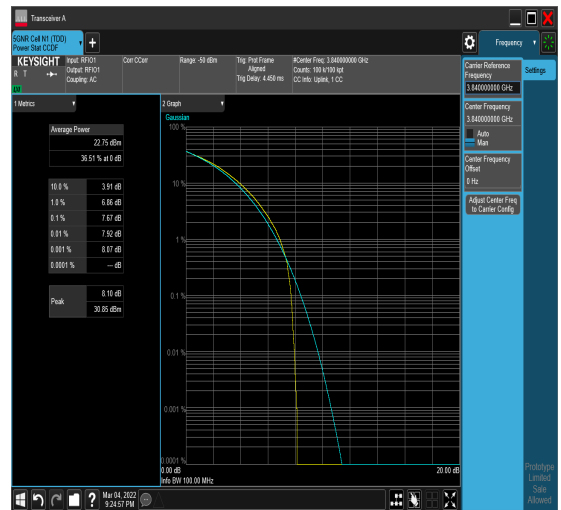 Transceiver A
5GNR Cell N1 (TDD)
Power Stat CCDF
+
Frequency
KEYSIGHT
R T
LXI
Input: RFIO1
Output: RFIO1
Coupling: AC
Corr CCorr
Range: -50 dBm
Trig: Prot Frame
Aligned
Trig Delay: 4.450 ms
#Center Freq: 3.840000000 GHz
Counts: 100 k/100 kpt
CC Info: Uplink, 1 CC
1 Metrics
Average Power
22.75 dBm
36.51 % at 0 dB
10.0 % 3.91 dB
1.0 % 6.86 dB
0.1 % 7.67 dB
0.01 % 7.92 dB
0.001 % 8.07 dB
0.0001 % --- dB
Peak
8.10 dB
30.85 dBm
2 Graph
Gaussian
100 %
10 %
1 %
0.1 %
0.01 %
0.001 %
0.0001 %
0.00 dB 20.00 dB
Info BW 100.00 MHz
Carrier Reference
Frequency
3.840000000 GHz
Center Frequency
3.840000000 GHz
Auto
Man
Center Frequency
Offset
0 Hz
Adjust Center Freq
to Carrier Config
Settings
Prototype
Limited
Sale
Allowed
?
Mar 04, 2022
9:24:57 PM